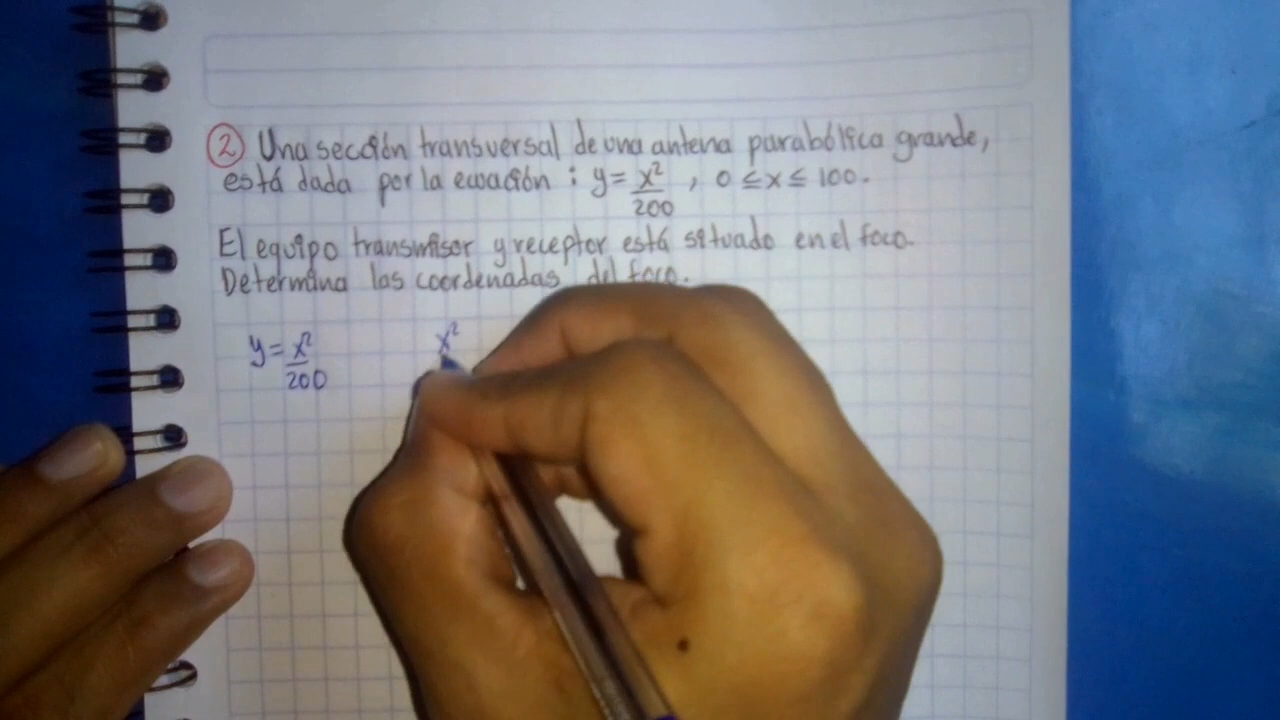 ② Una sección transversal de una antena parabólica grande,
está dada por la ecuación : y = x²/200 , 0 ≤ x ≤ 100.
El equipo transmisor y receptor está situado en el foco.
Determina las coordenadas del foco.
y = x²/200
x²